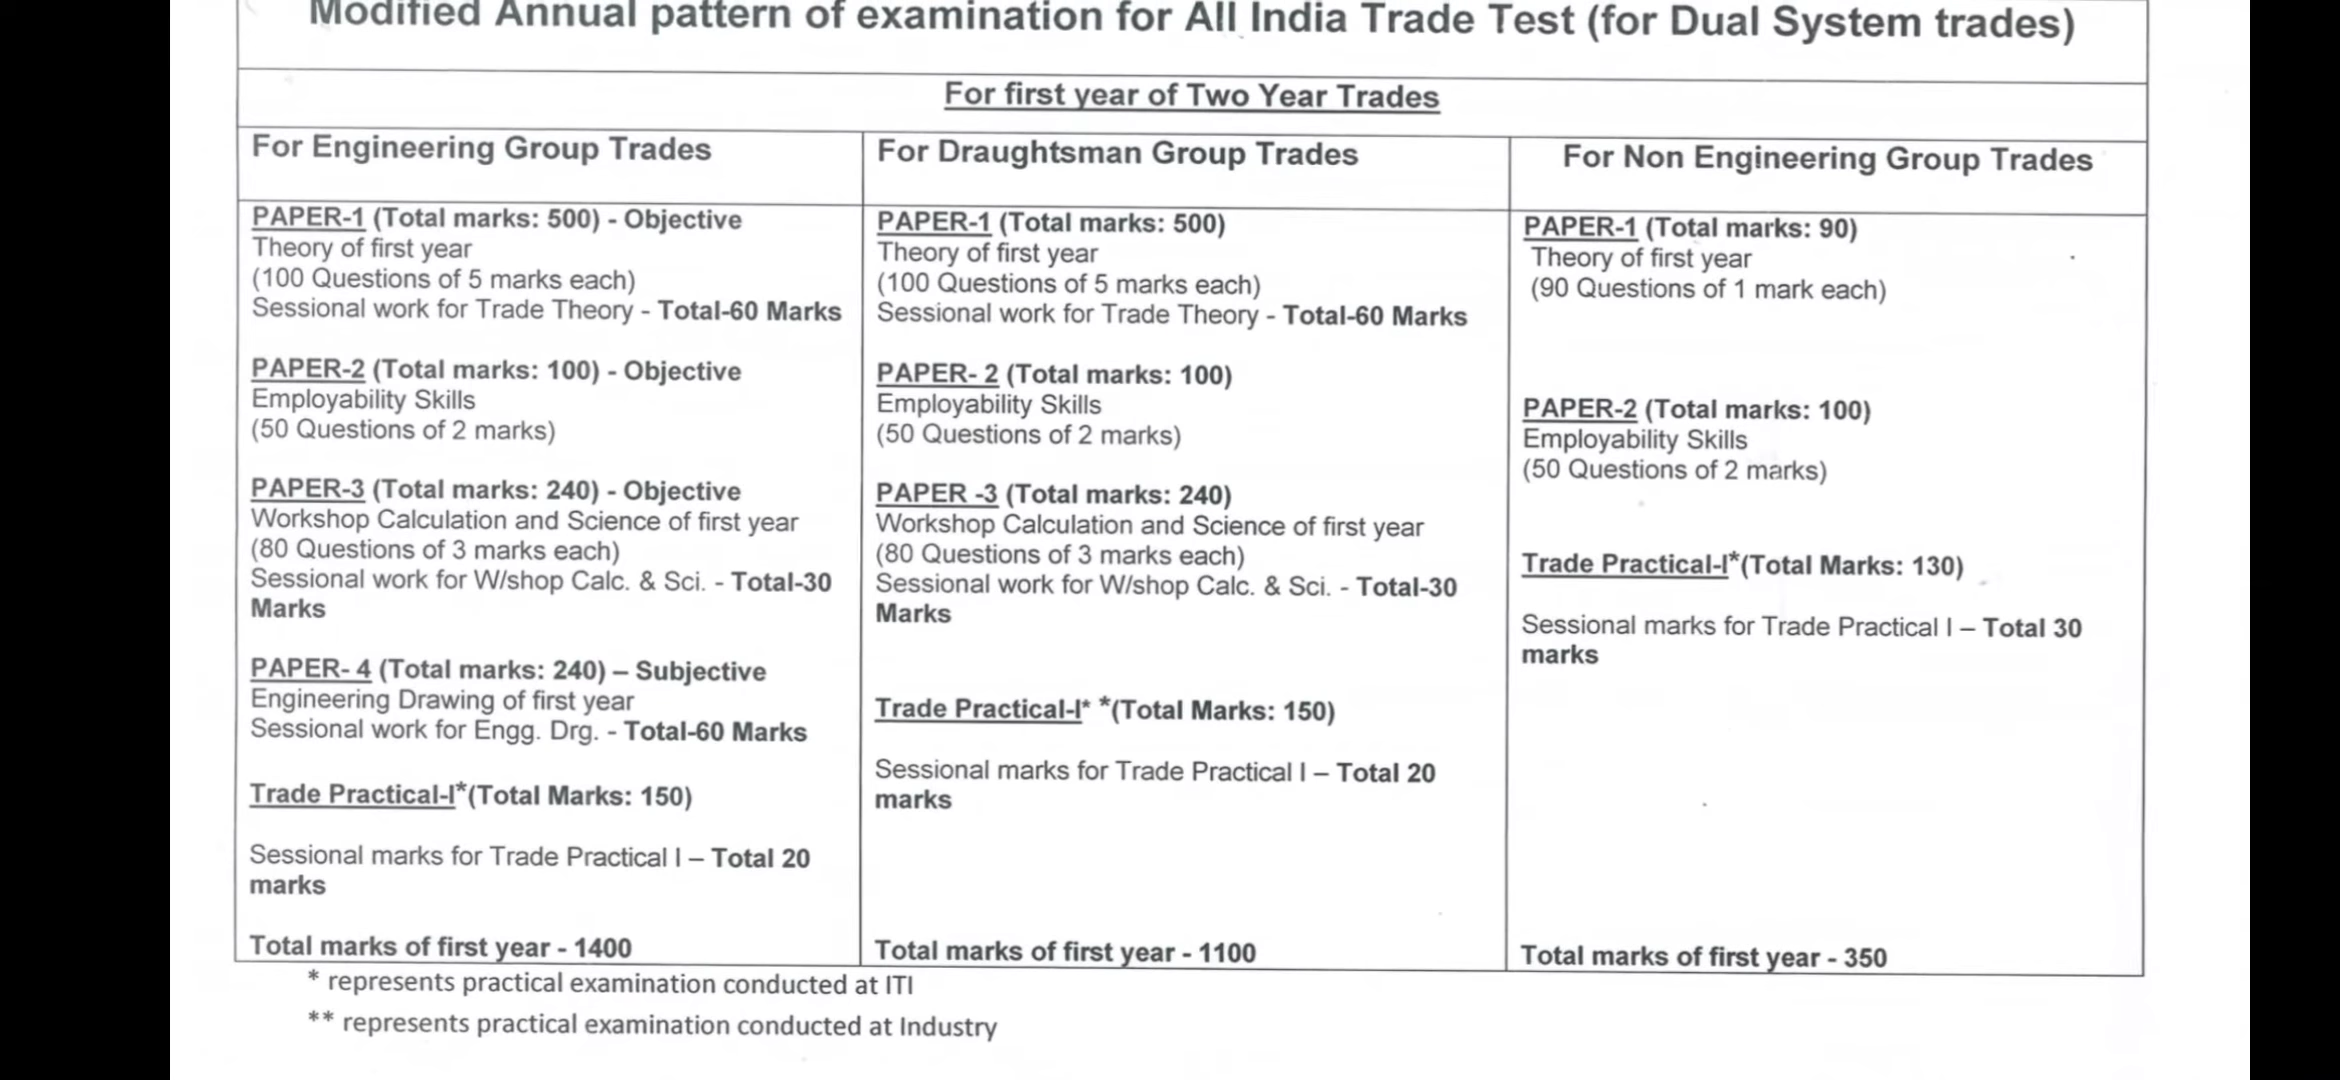 Modified Annual pattern of examination for All India Trade Test (for Dual System trades)
For first year of Two Year Trades
For Engineering Group Trades
PAPER-1 (Total marks: 500) - Objective
Theory of first year
(100 Questions of 5 marks each)
Sessional work for Trade Theory - Total-60 Marks
PAPER-2 (Total marks: 100) - Objective
Employability Skills
(50 Questions of 2 marks)
PAPER-3 (Total marks: 240) - Objective
Workshop Calculation and Science of first year
(80 Questions of 3 marks each)
Sessional work for W/shop Calc. & Sci. - Total-30
Marks
PAPER- 4 (Total marks: 240) – Subjective
Engineering Drawing of first year
Sessional work for Engg. Drg. - Total-60 Marks
Trade Practical-I*(Total Marks: 150)
Sessional marks for Trade Practical I – Total 20
marks
Total marks of first year - 1400
For Draughtsman Group Trades
PAPER-1 (Total marks: 500)
Theory of first year
(100 Questions of 5 marks each)
Sessional work for Trade Theory - Total-60 Marks
PAPER- 2 (Total marks: 100)
Employability Skills
(50 Questions of 2 marks)
PAPER -3 (Total marks: 240)
Workshop Calculation and Science of first year
(80 Questions of 3 marks each)
Sessional work for W/shop Calc. & Sci. - Total-30
Marks
Trade Practical-I* *(Total Marks: 150)
Sessional marks for Trade Practical I – Total 20
marks
Total marks of first year - 1100
For Non Engineering Group Trades
PAPER-1 (Total marks: 90)
Theory of first year
(90 Questions of 1 mark each)
PAPER-2 (Total marks: 100)
Employability Skills
(50 Questions of 2 marks)
Trade Practical-I*(Total Marks: 130)
Sessional marks for Trade Practical I – Total 30
marks
Total marks of first year - 350
* represents practical examination conducted at ITI
** represents practical examination conducted at Industry